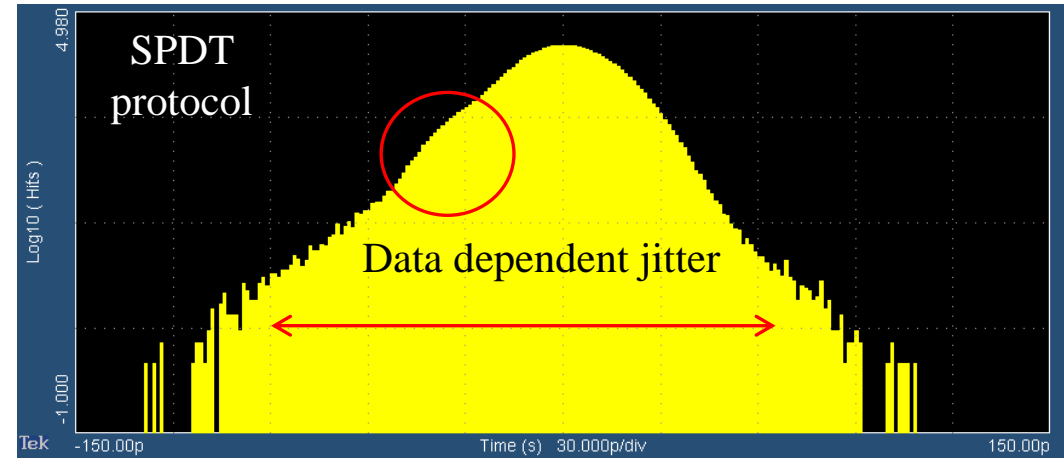 4.980
SPDT
protocol
Log10 ( Hits )
Data dependent jitter
-1.000
Tek
-150.00p
Time (s) 30.000p/div
150.00p